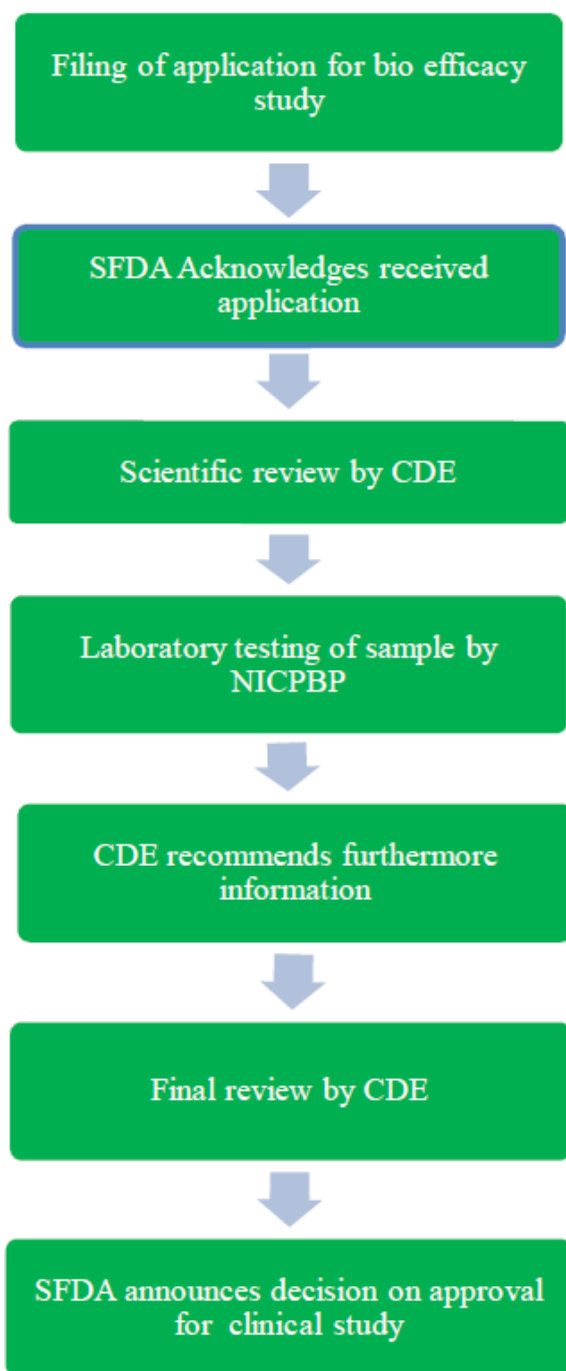 Filing of application for bio efficacy
study
SFDA Acknowledges received
application
Scientific review by CDE
Laboratory testing of sample by
NICPBP
CDE recommends furthermore
information
Final review by CDE
SFDA announces decision on approval
for clinical study